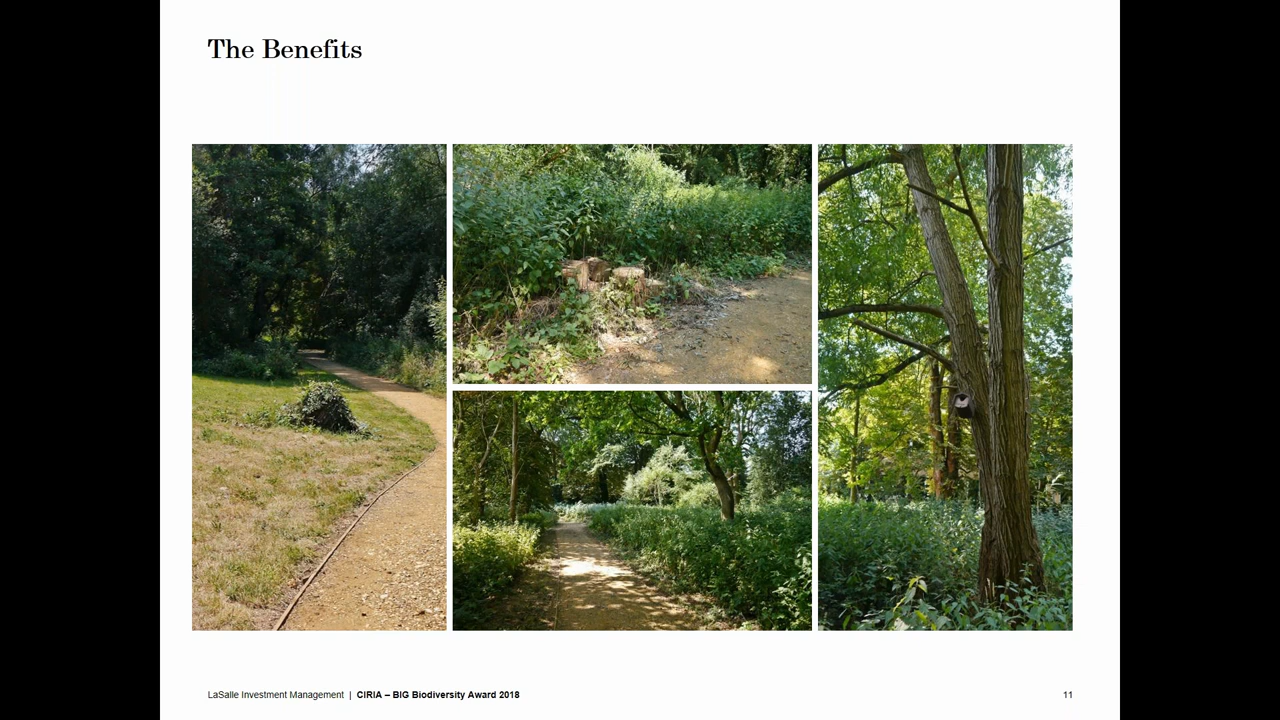 The Benefits
LaSalle Investment Management | CIRIA – BIG Biodiversity Award 2018
11